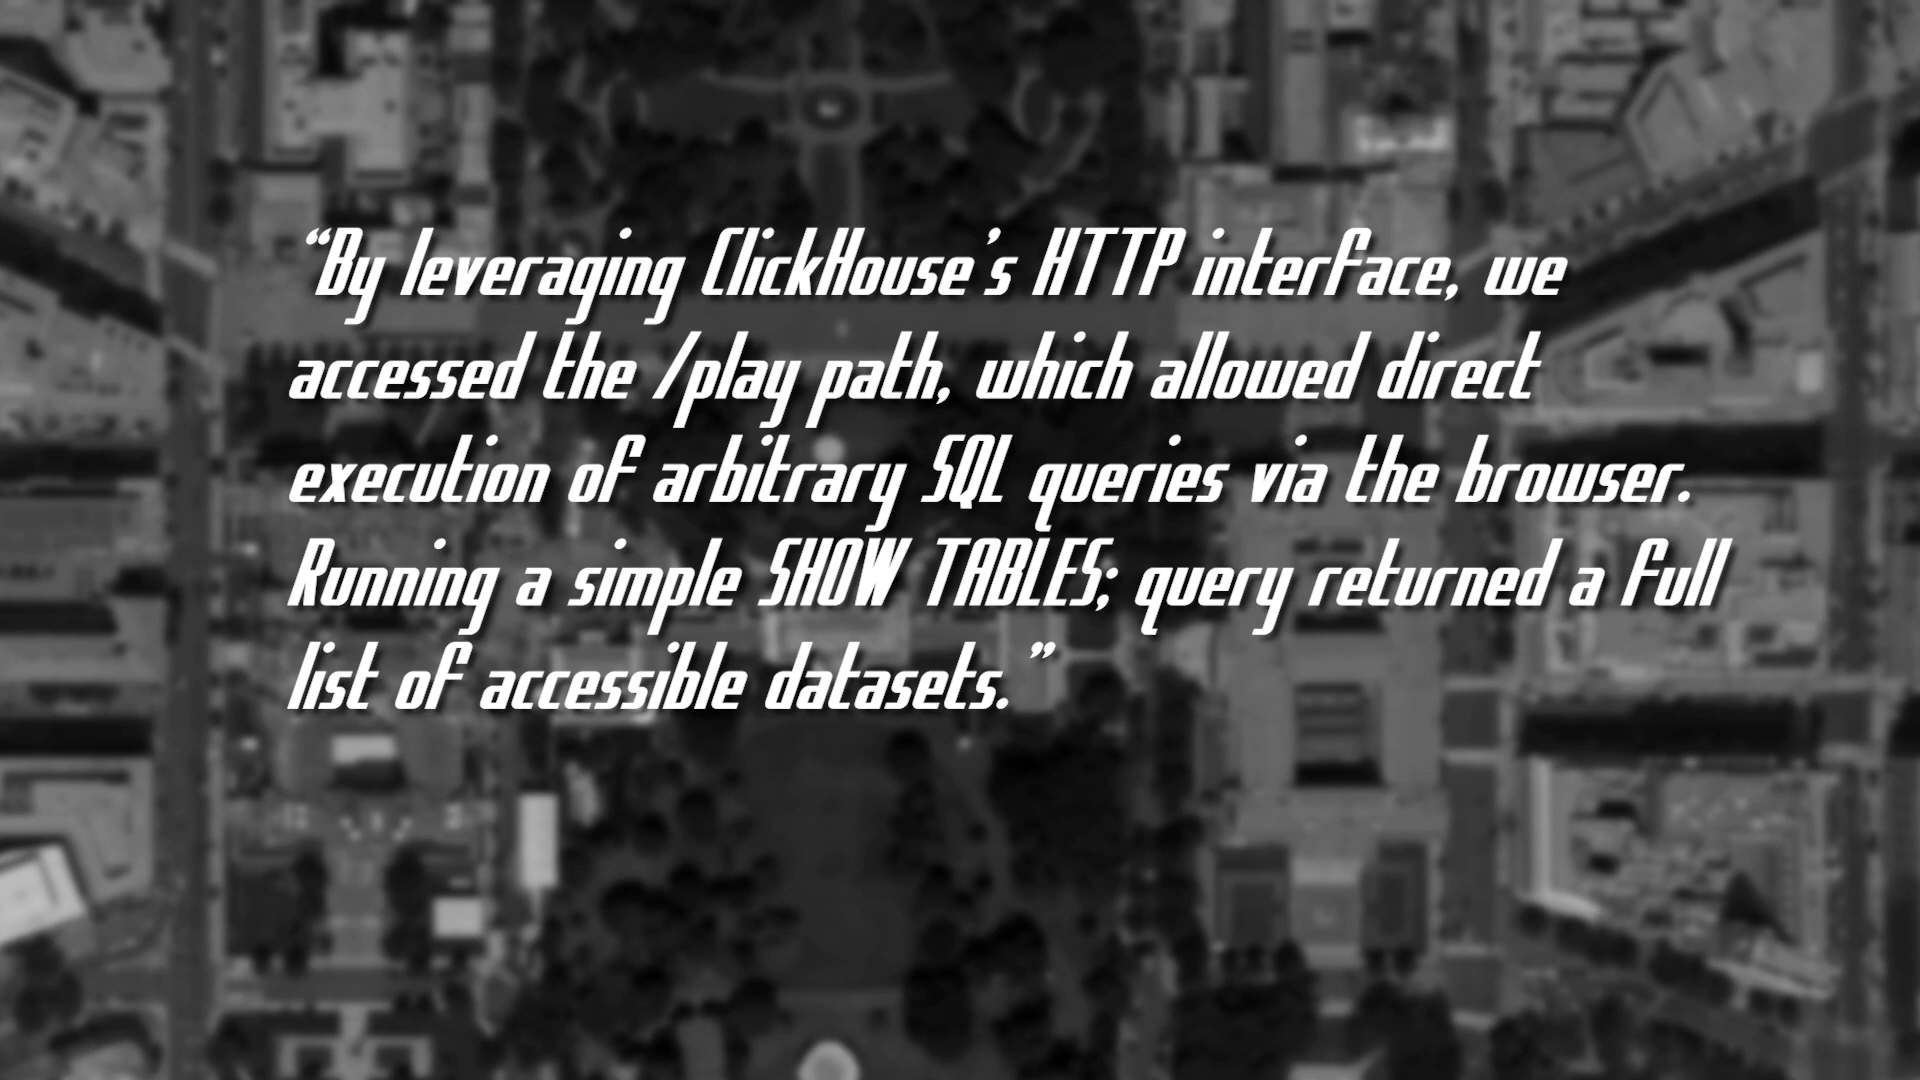 “By leveraging ClickHouse’s HTTP interface, we
accessed the /play path, which allowed direct
execution of arbitrary SQL queries via the browser.
Running a simple SHOW TABLES; query returned a full
list of accessible datasets.”